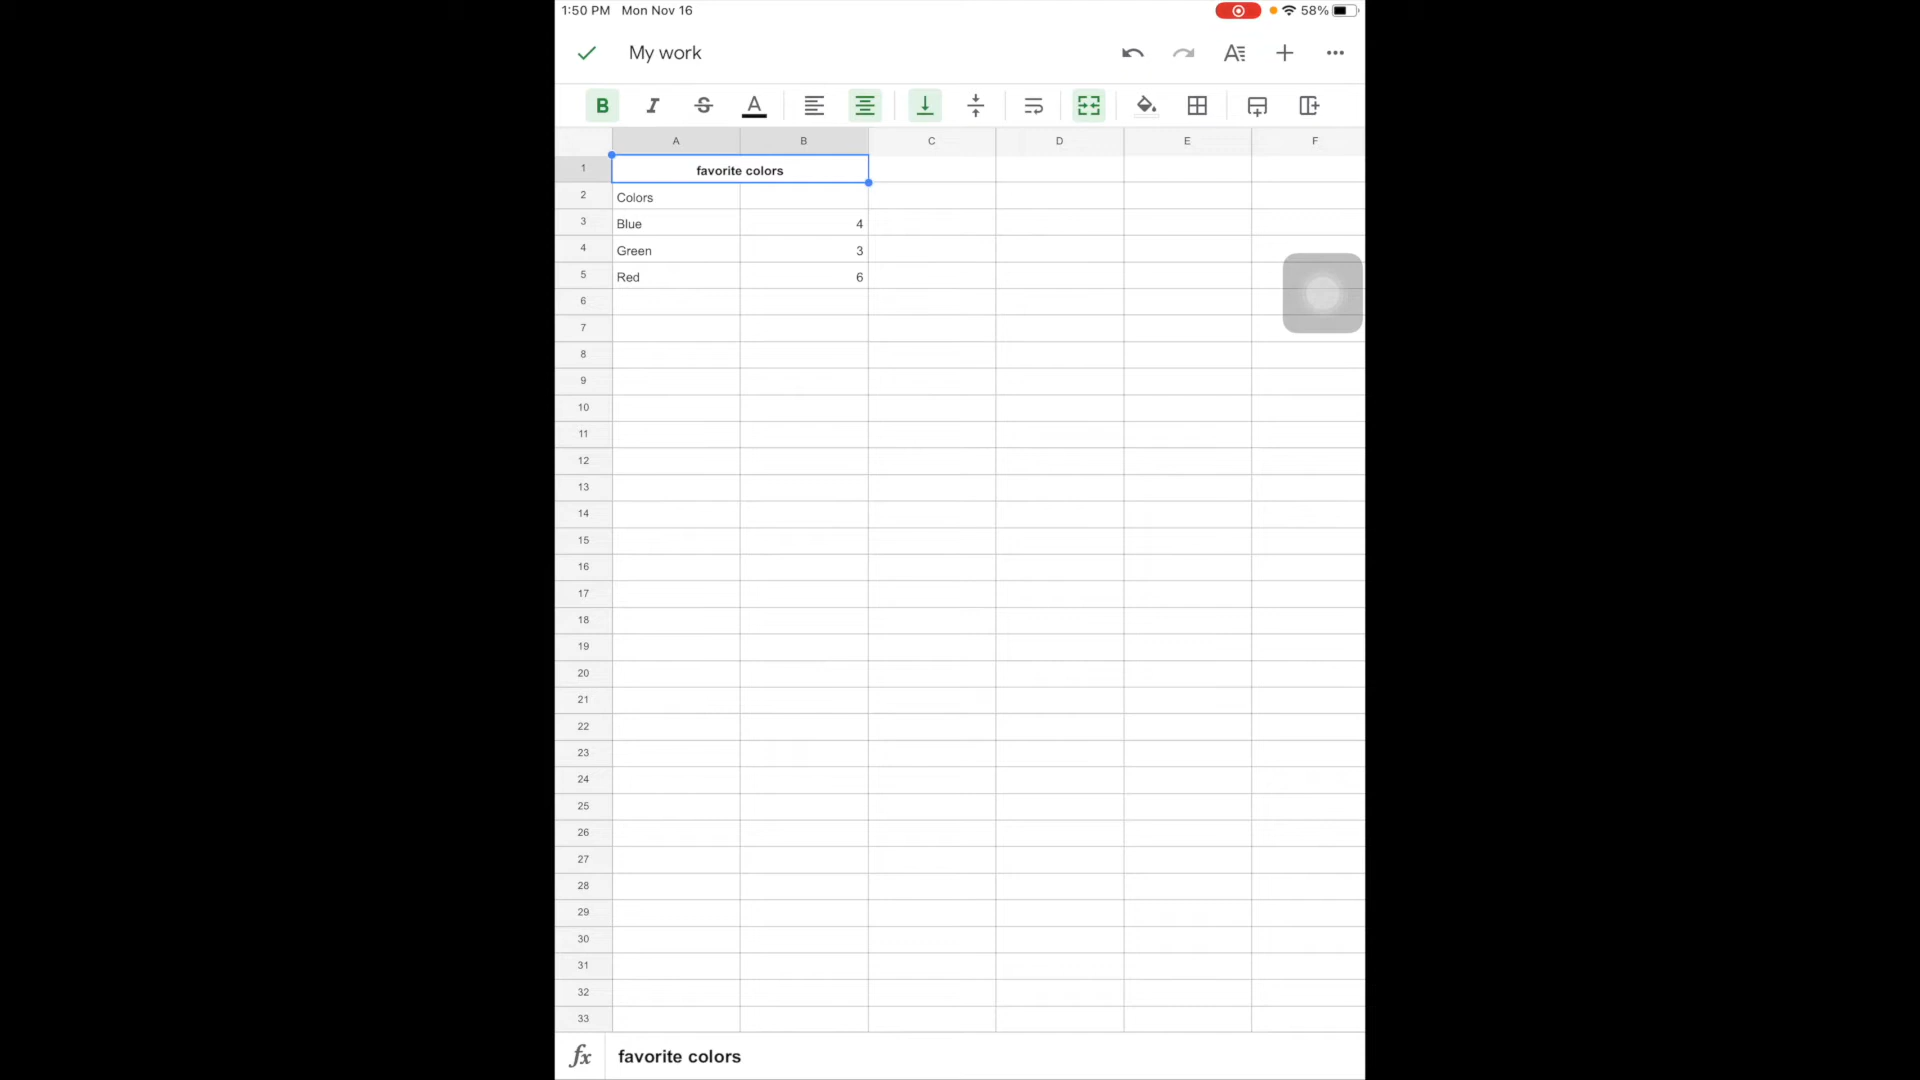 1:50 PM Mon Nov 16 58%
My work
B I S A
A B C D E F
1 favorite colors
2 Colors
3 Blue 4
4 Green 3
5 Red 6
6
7
8
9
10
11
12
13
14
15
16
17
18
19
20
21
22
23
24
25
26
27
28
29
30
31
32
33
fx favorite colors